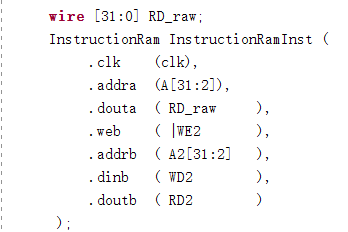 wire [31:0] RD_raw;
InstructionRam InstructionRamInst (
.clk (clk),
.addra (A[31:2]),
.douta ( RD_raw ),
.web ( |WE2 ),
.addrb ( A2[31:2] ),
.dinb ( WD2 ),
.doutb ( RD2 )
);